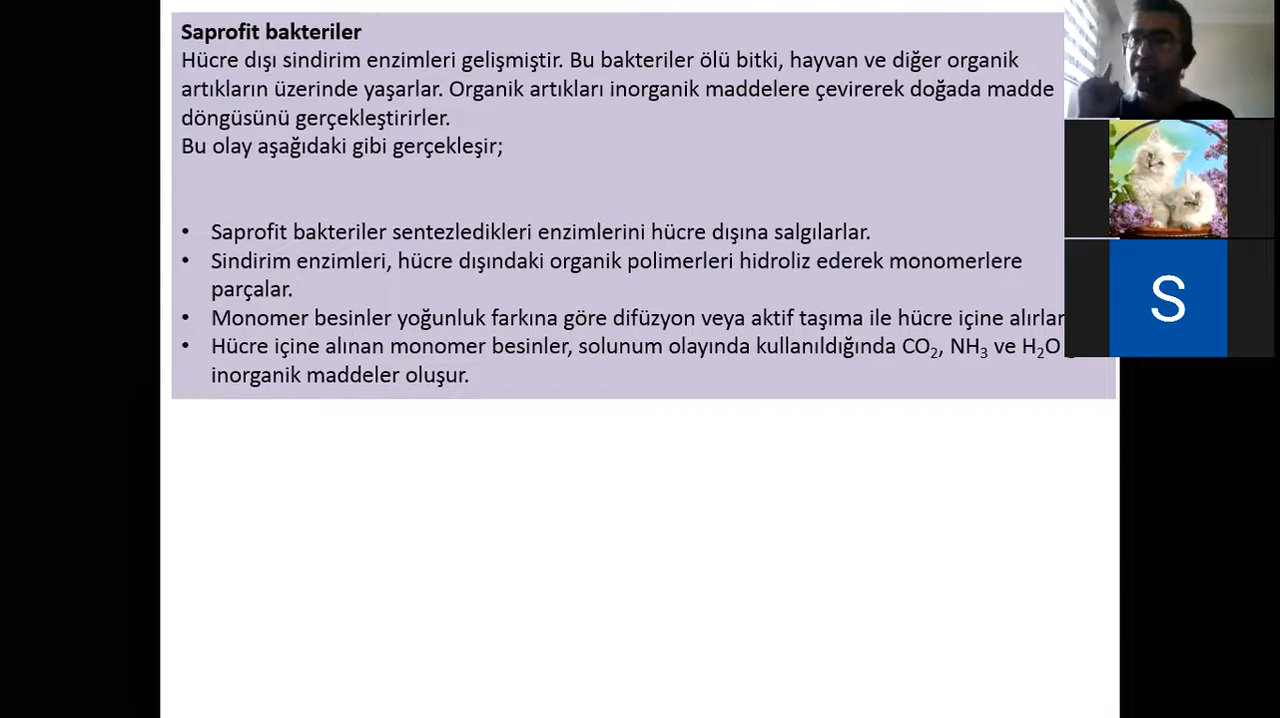 Saprofit bakteriler
Hücre dışı sindirim enzimleri gelişmiştir. Bu bakteriler ölü bitki, hayvan ve diğer organik
artıkların üzerinde yaşarlar. Organik artıkları inorganik maddelere çevirerek doğada madde
döngüsünü gerçekleştirirler.
Bu olay aşağıdaki gibi gerçekleşir;
• Saprofit bakteriler sentezledikleri enzimlerini hücre dışına salgılarlar.
• Sindirim enzimleri, hücre dışındaki organik polimerleri hidroliz ederek monomerlere
parçalar.
• Monomer besinler yoğunluk farkına göre difüzyon veya aktif taşıma ile hücre içine alırlar
• Hücre içine alınan monomer besinler, solunum olayında kullanıldığında CO₂, NH₃ ve H₂O
inorganik maddeler oluşur.
S